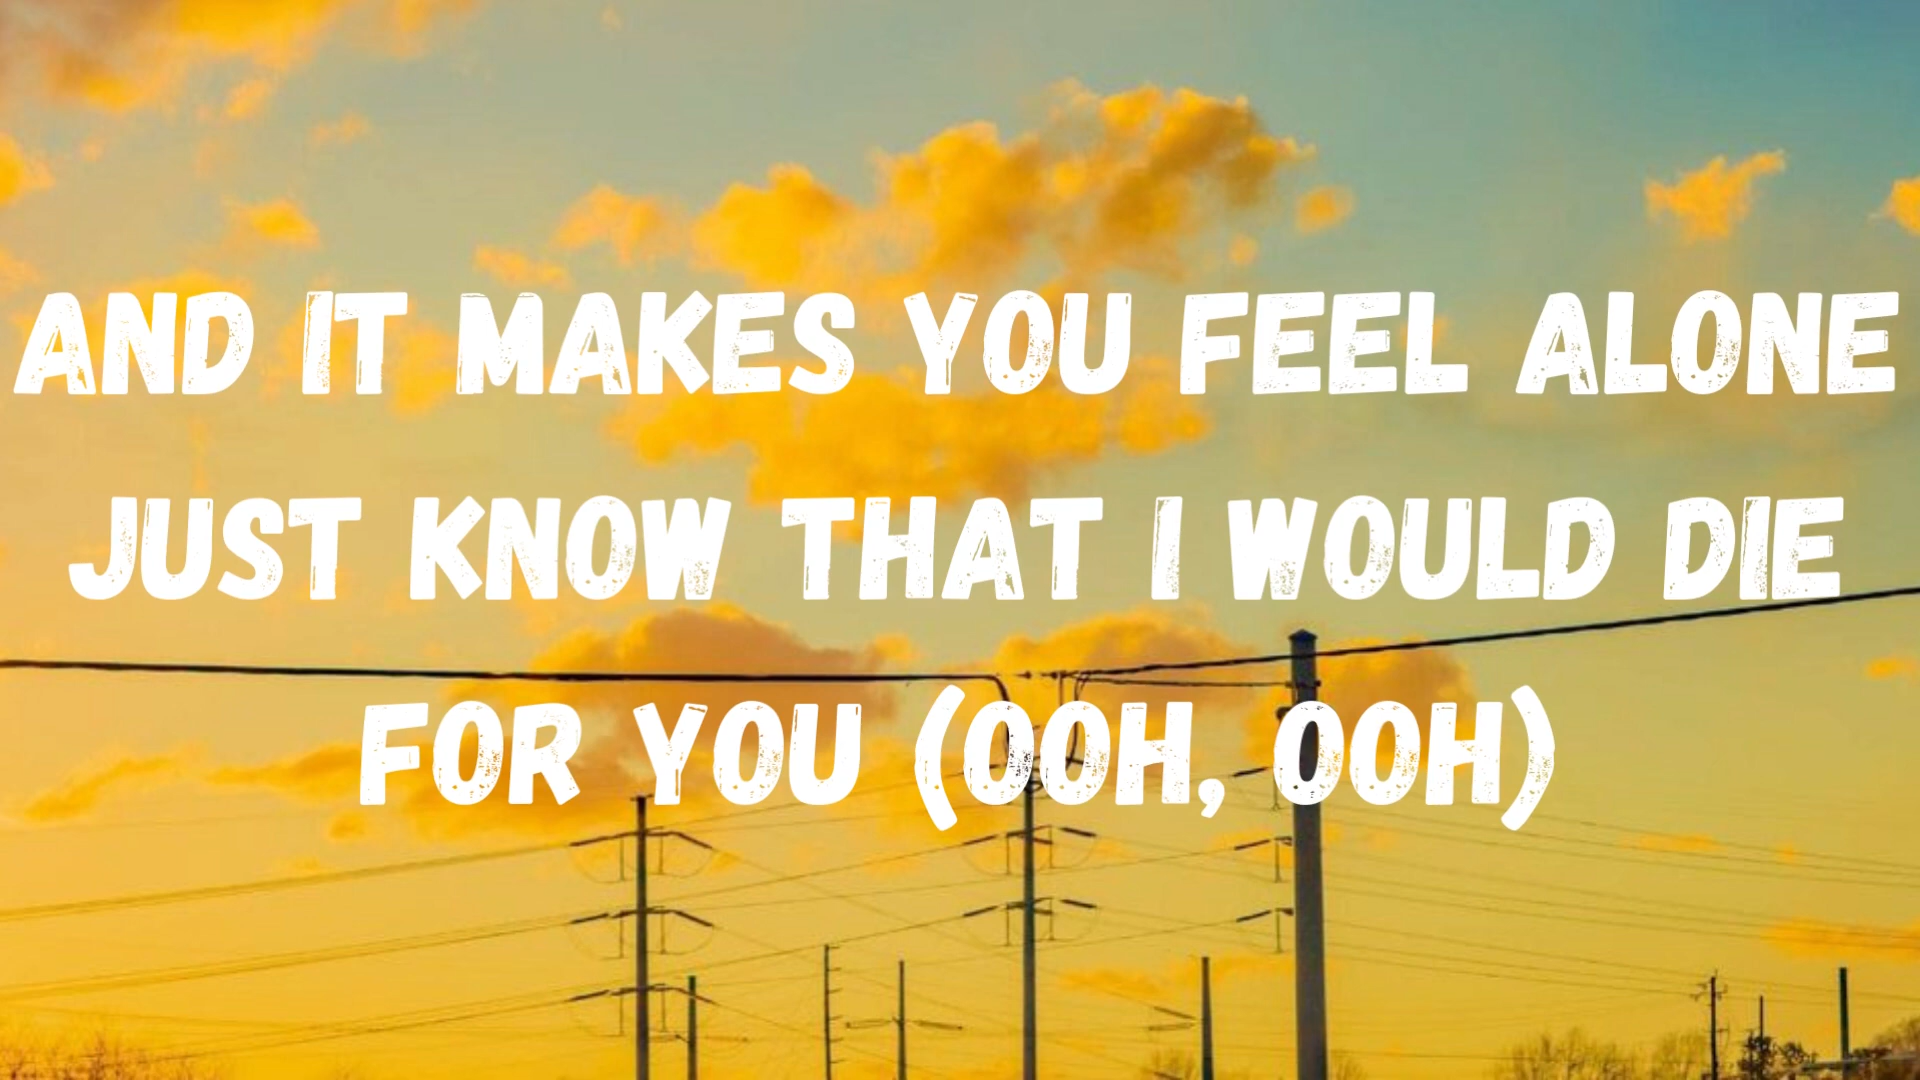 AND IT MAKES YOU FEEL ALONE
JUST KNOW THAT I WOULD DIE
FOR YOU (OOH, OOH)